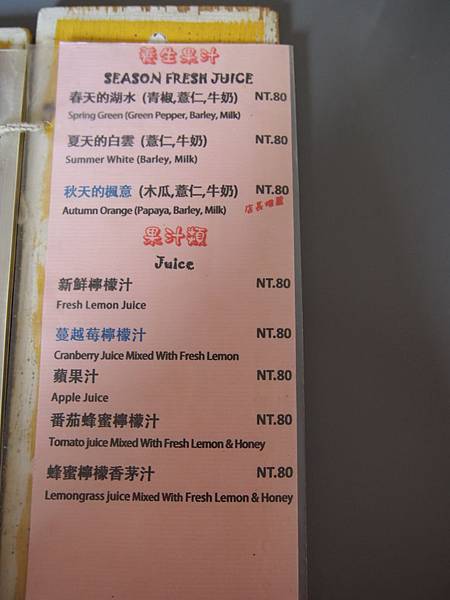 養生果汁
SEASON FRESH JUICE
春天的湖水 (青椒,薏仁,牛奶) NT.80
Spring Green (Green Pepper, Barley, Milk)
夏天的白雲 (薏仁,牛奶) NT.80
Summer White (Barley, Milk)
秋天的楓意 (木瓜,薏仁,牛奶) NT.80
Autumn Orange (Papaya, Barley, Milk) 店長推薦
果汁類
Juice
新鮮檸檬汁 NT.80
Fresh Lemon Juice
蔓越莓檸檬汁 NT.80
Cranberry Juice Mixed With Fresh Lemon
蘋果汁 NT.80
Apple Juice
番茄蜂蜜檸檬汁 NT.80
Tomato juice Mixed With Fresh Lemon & Honey
蜂蜜檸檬香茅汁 NT.80
Lemongrass juice Mixed With Fresh Lemon & Honey